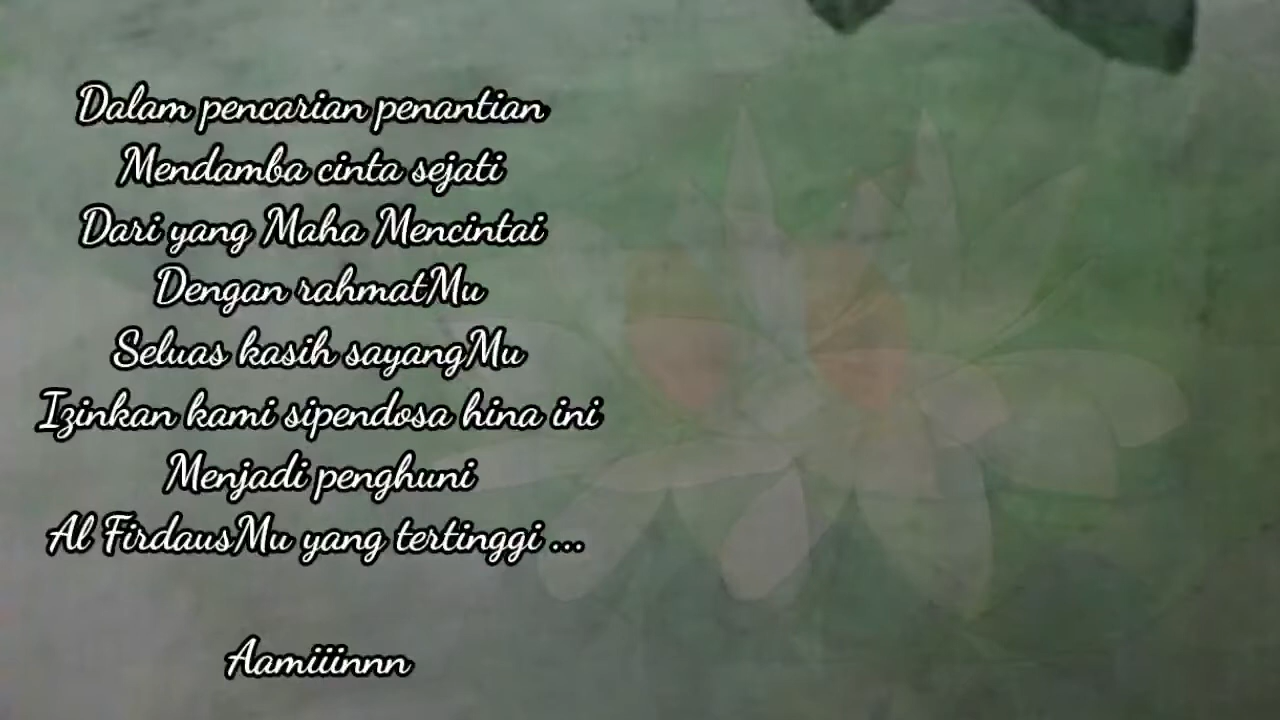 Dalam pencarian penantian
Mendamba cinta sejati
Dari yang Maha Mencintai
Dengan rahmatMu
Seluas kasih sayangMu
Izinkan kami sipendosa hina ini
Menjadi penghuni
Al FirdausMu yang tertinggi ...
Aamiiinnn